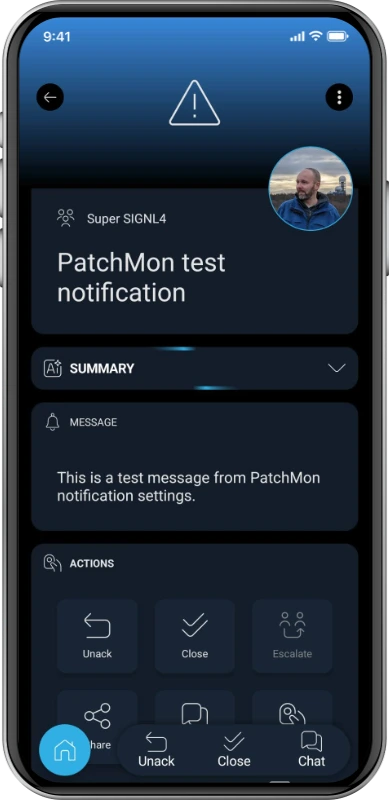 9:41
Super SIGNL4
PatchMon test
notification
SUMMARY
MESSAGE
This is a test message from PatchMon
notification settings.
ACTIONS
Unack
Close
Escalate
hare
Unack
Close
Chat